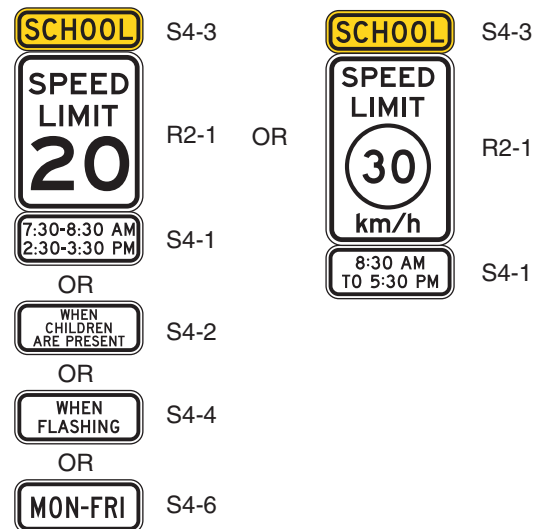 SCHOOL S4-3
SPEED
LIMIT
20
R2-1
7:30-8:30 AM
2:30-3:30 PM
S4-1
OR
WHEN
CHILDREN
ARE PRESENT
S4-2
OR
WHEN
FLASHING
S4-4
OR
MON-FRI S4-6
OR
SCHOOL S4-3
SPEED
LIMIT
30
km/h
R2-1
8:30 AM
TO 5:30 PM
S4-1